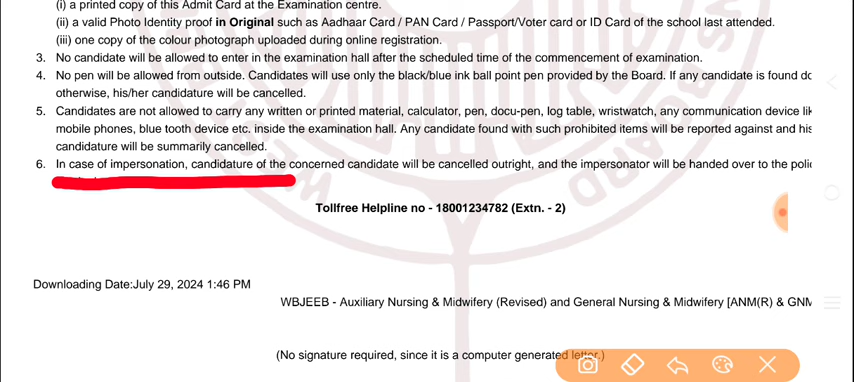 (i) a printed copy of this Admit Card at the Examination centre.
(ii) a valid Photo Identity proof in Original such as Aadhaar Card / PAN Card / Passport/Voter card or ID Card of the school last attended.
(iii) one copy of the colour photograph uploaded during online registration.
3. No candidate will be allowed to enter in the examination hall after the scheduled time of the commencement of examination.
4. No pen will be allowed from outside. Candidates will use only the black/blue ink ball point pen provided by the Board. If any candidate is found
otherwise, his/her candidature will be cancelled.
5. Candidates are not allowed to carry any written or printed material, calculator, pen, docu-pen, log table, wristwatch, any communication device
mobile phones, blue tooth device etc. inside the examination hall. Any candidate found with such prohibited items will be reported against and his
candidature will be summarily cancelled.
6. In case of impersonation, candidature of the concerned candidate will be cancelled outright, and the impersonator will be handed over to the
Tollfree Helpline no - 18001234782 (Extn. - 2)
Downloading Date:July 29, 2024 1:46 PM
WBJEEB - Auxiliary Nursing & Midwifery (Revised) and General Nursing & Midwifery [ANM(R) & GNM
(No signature required, since it is a computer generated letter.)